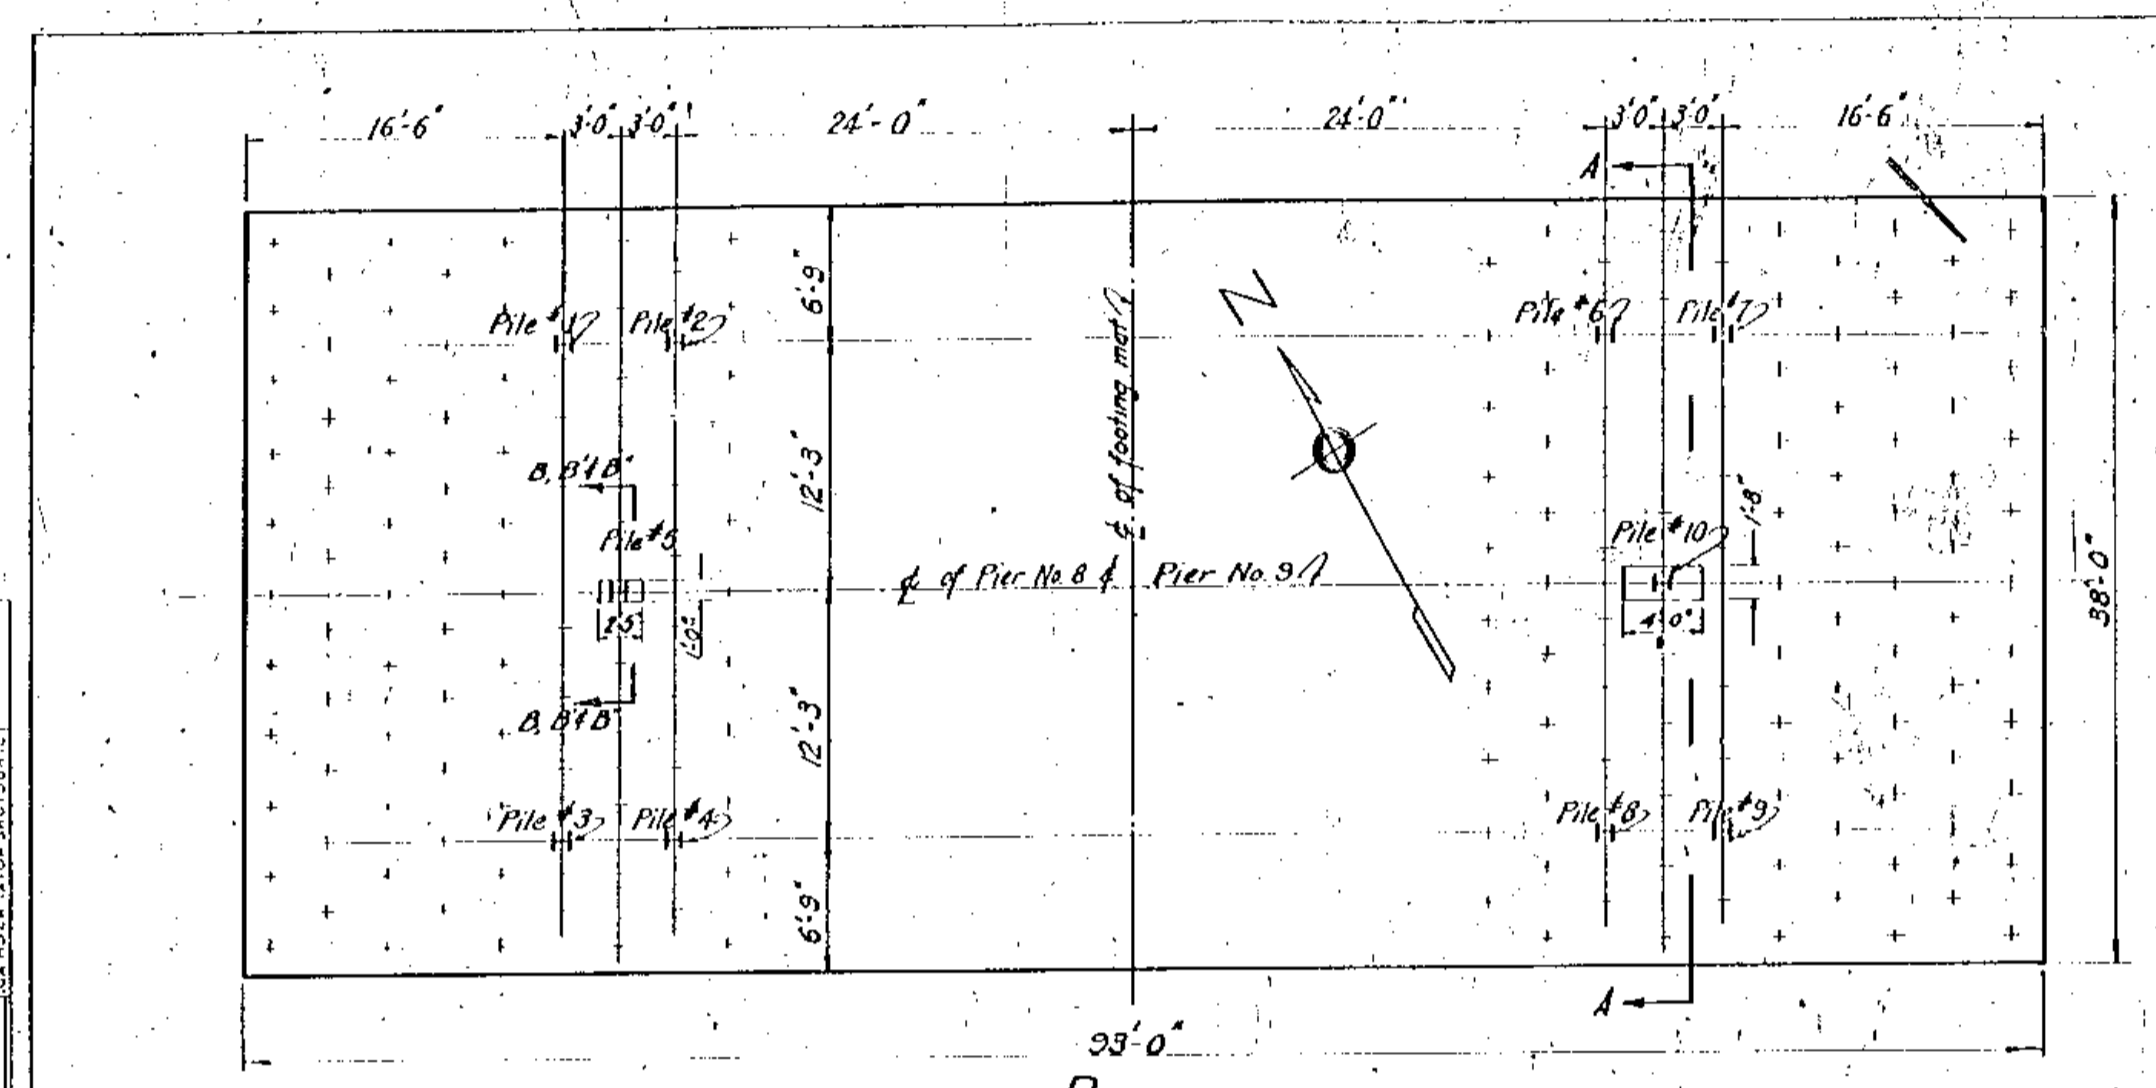 16'-6" 3'-0" 3'-0" 24'-0" 24'-0" 3'-0" 3'-0" 16'-6"
A
6'-9"
N
Pile #1 Pile #2
Pile #6 Pile #7
℄ of footing mat
12'-3"
B, B' & B"
Pile #5
1'-8"
Pile #10
℄ of Pier No. 8 & Pier No. 9
38'-0"
2'-5"
1'-0"
4'-0"
B, B' & B"
12'-3"
Pile #3 Pile #4
Pile #8 Pile #9
6'-9"
A
93'-0"